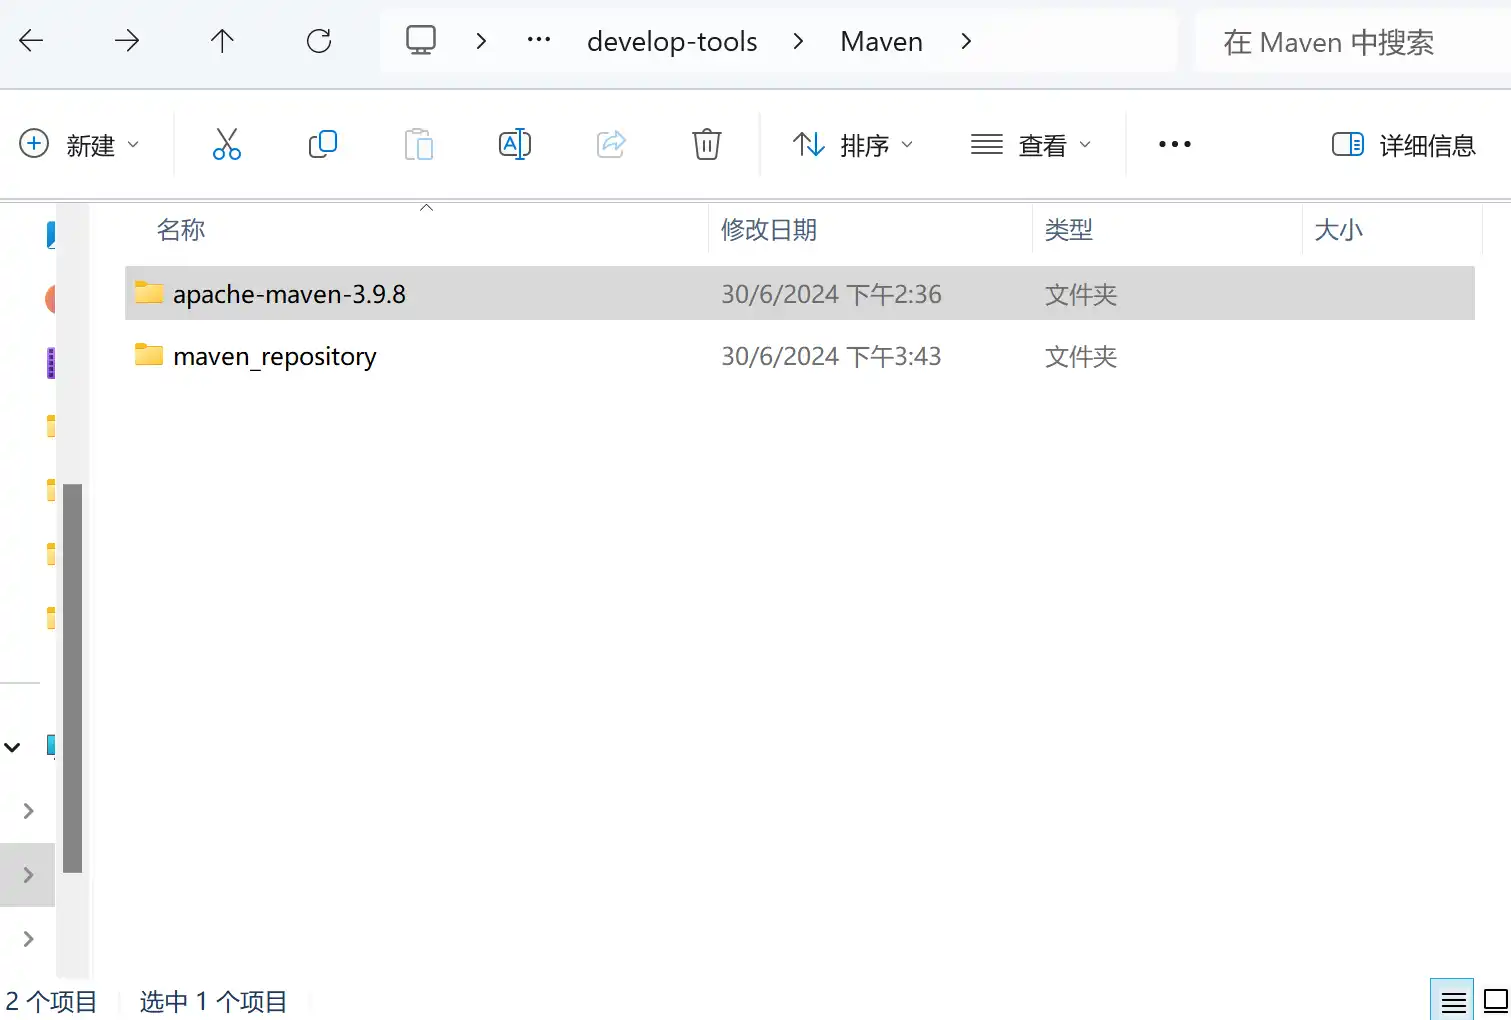 develop-tools Maven 在 Maven 中搜索
新建 排序 查看 详细信息
名称 修改日期 类型 大小
apache-maven-3.9.8 30/6/2024 下午2:36 文件夹
maven_repository 30/6/2024 下午3:43 文件夹
2 个项目 选中 1 个项目